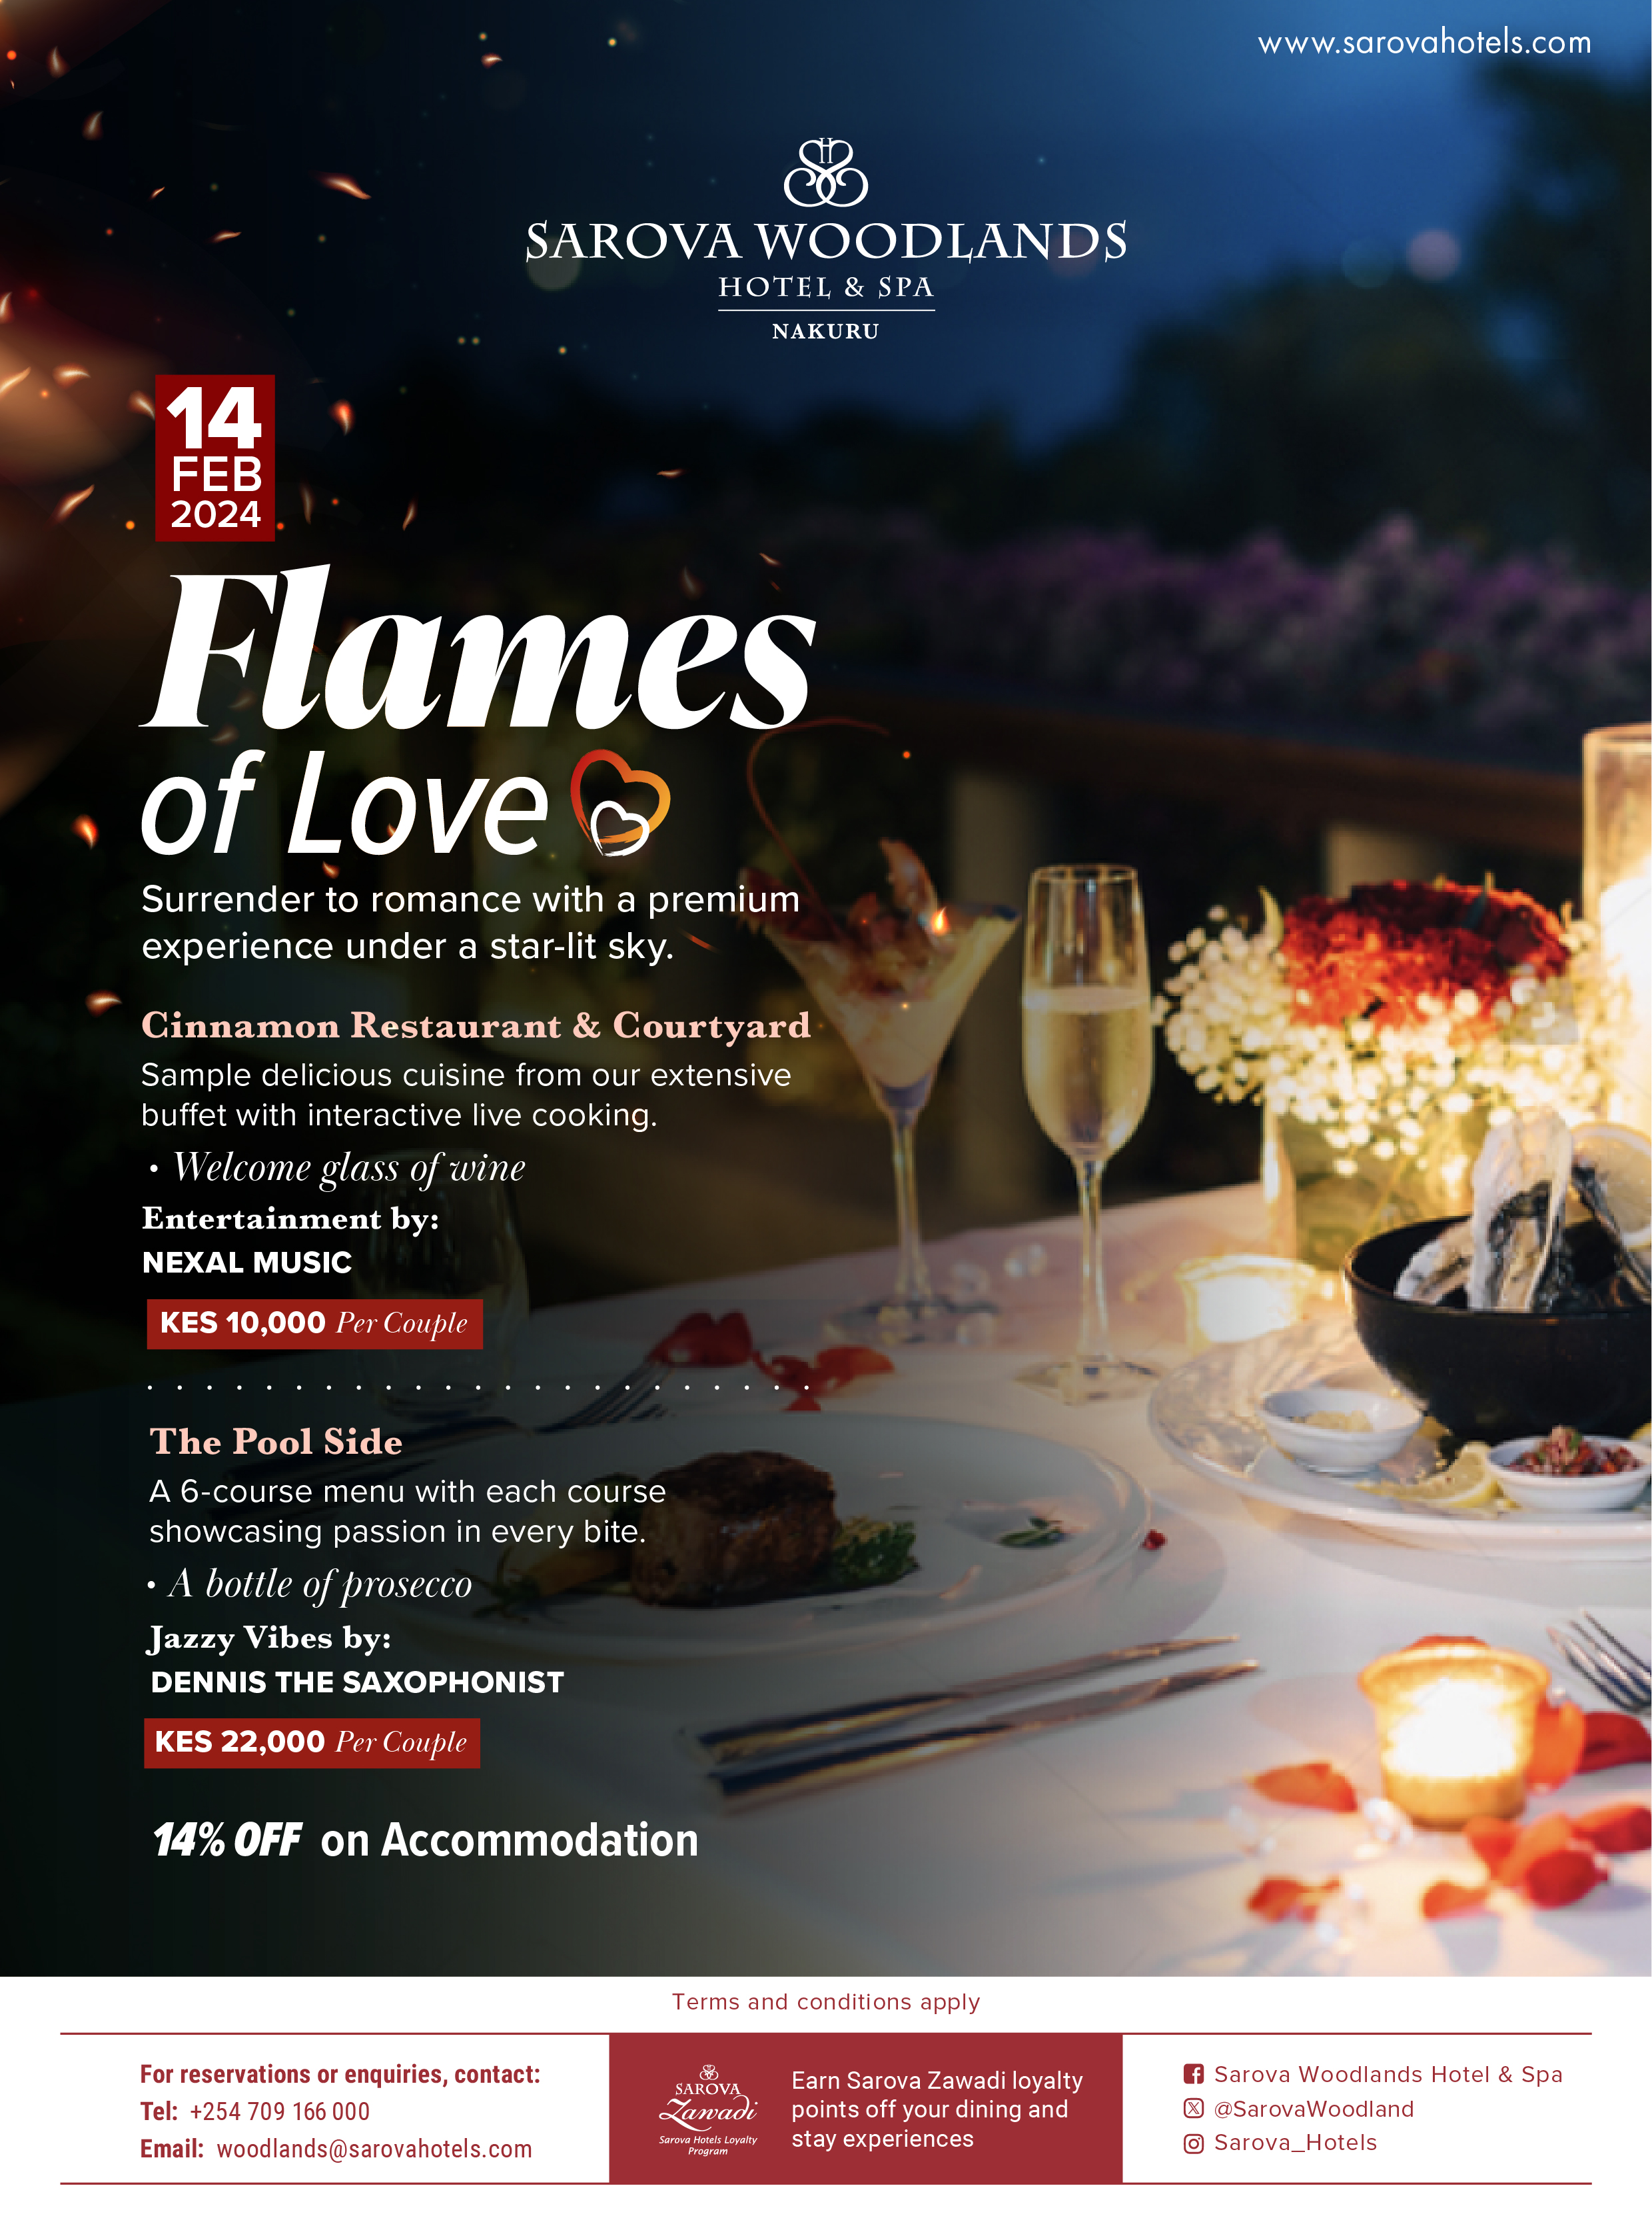 www.sarovahotels.com
SAROVA WOODLANDS
HOTEL & SPA
NAKURU
14
FEB
2024
Flames
of Love
Surrender to romance with a premium
experience under a star-lit sky.
Cinnamon Restaurant & Courtyard
Sample delicious cuisine from our extensive
buffet with interactive live cooking.
• Welcome glass of wine
Entertainment by:
NEXAL MUSIC
KES 10,000 Per Couple
The Pool Side
A 6-course menu with each course
showcasing passion in every bite.
• A bottle of prosecco
Jazzy Vibes by:
DENNIS THE SAXOPHONIST
KES 22,000 Per Couple
14% OFF on Accommodation
Terms and conditions apply
For reservations or enquiries, contact:
Tel: +254 709 166 000
Email: woodlands@sarovahotels.com
SAROVA
Zawadi
Sarova Hotels Loyalty
Program
Earn Sarova Zawadi loyalty
points off your dining and
stay experiences
Sarova Woodlands Hotel & Spa
@SarovaWoodland
Sarova_Hotels